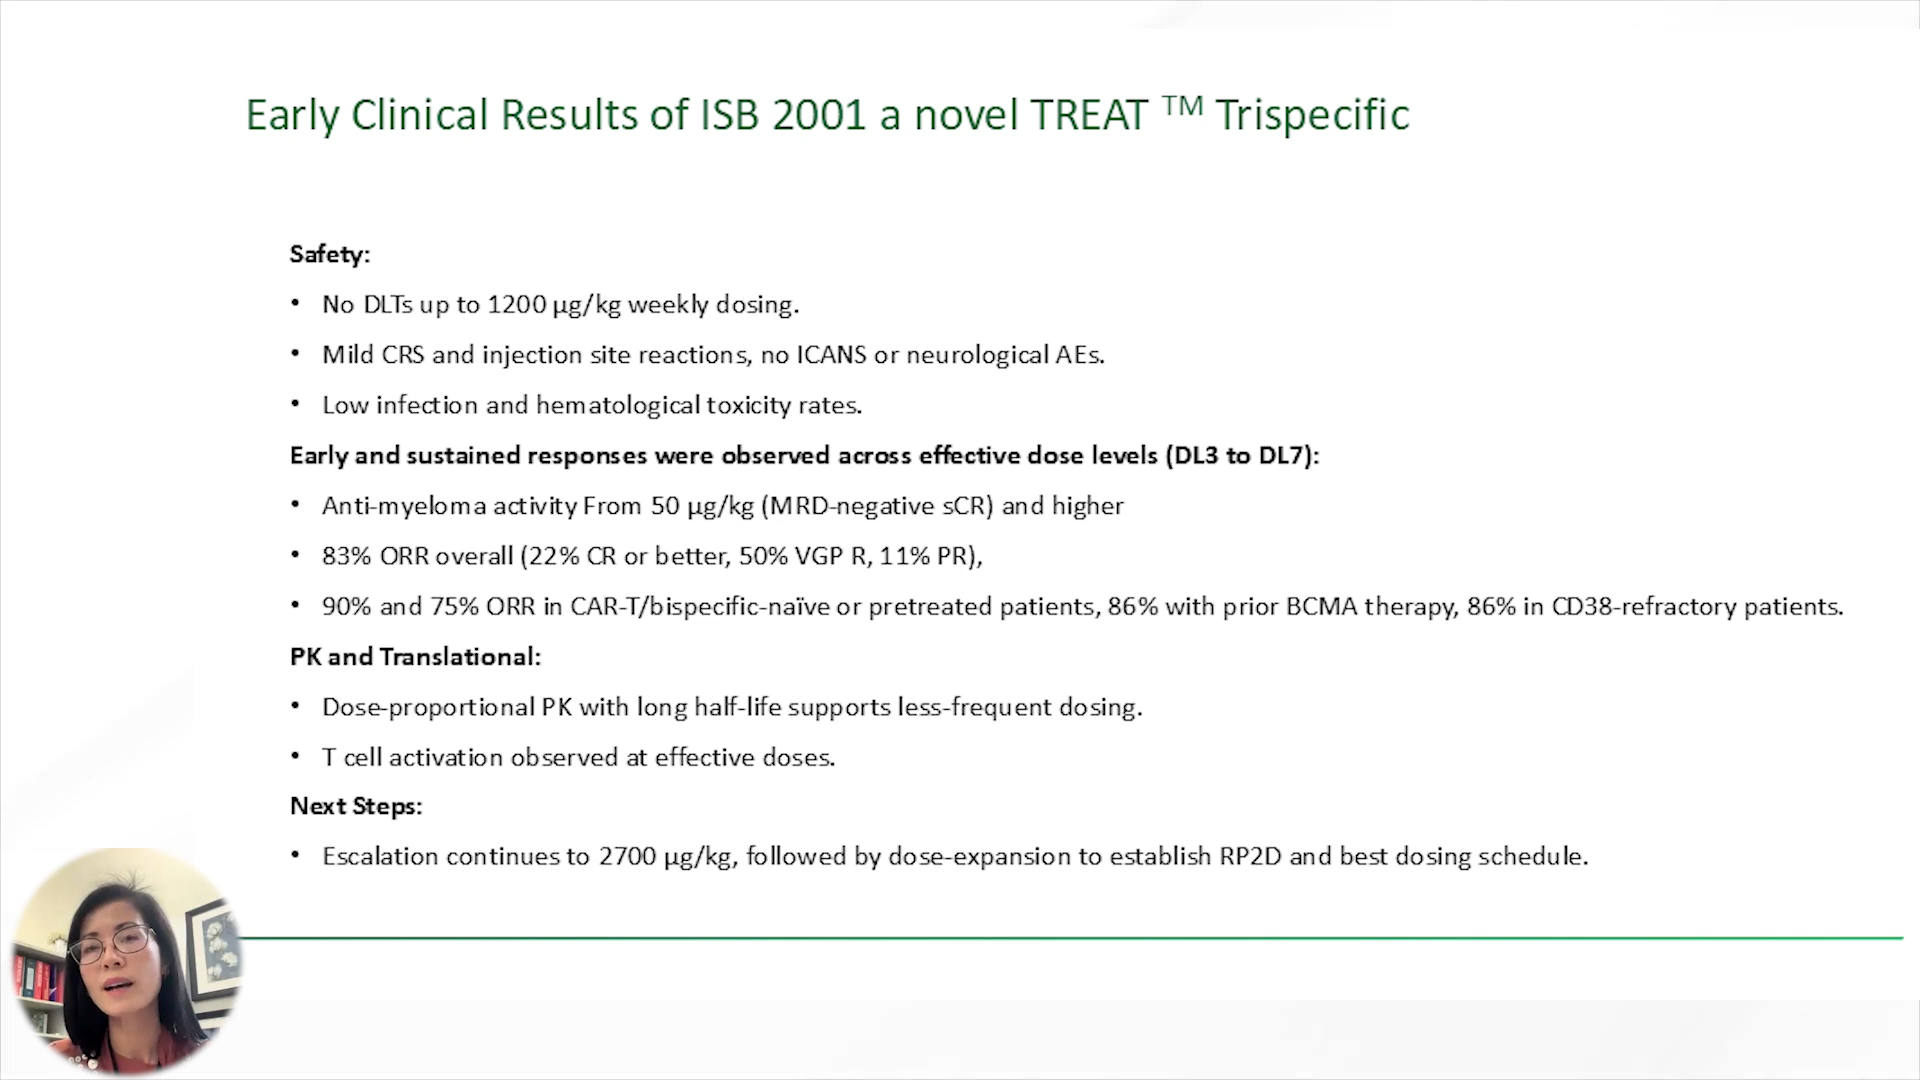 Early Clinical Results of ISB 2001 a novel TREAT ™ Trispecific
Safety:
• No DLTs up to 1200 µg/kg weekly dosing.
• Mild CRS and injection site reactions, no ICANS or neurological AEs.
• Low infection and hematological toxicity rates.
Early and sustained responses were observed across effective dose levels (DL3 to DL7):
• Anti-myeloma activity From 50 µg/kg (MRD-negative sCR) and higher
• 83% ORR overall (22% CR or better, 50% VGP R, 11% PR),
• 90% and 75% ORR in CAR-T/bispecific-naïve or pretreated patients, 86% with prior BCMA therapy, 86% in CD38-refractory patients.
PK and Translational:
• Dose-proportional PK with long half-life supports less-frequent dosing.
• T cell activation observed at effective doses.
Next Steps:
• Escalation continues to 2700 µg/kg, followed by dose-expansion to establish RP2D and best dosing schedule.